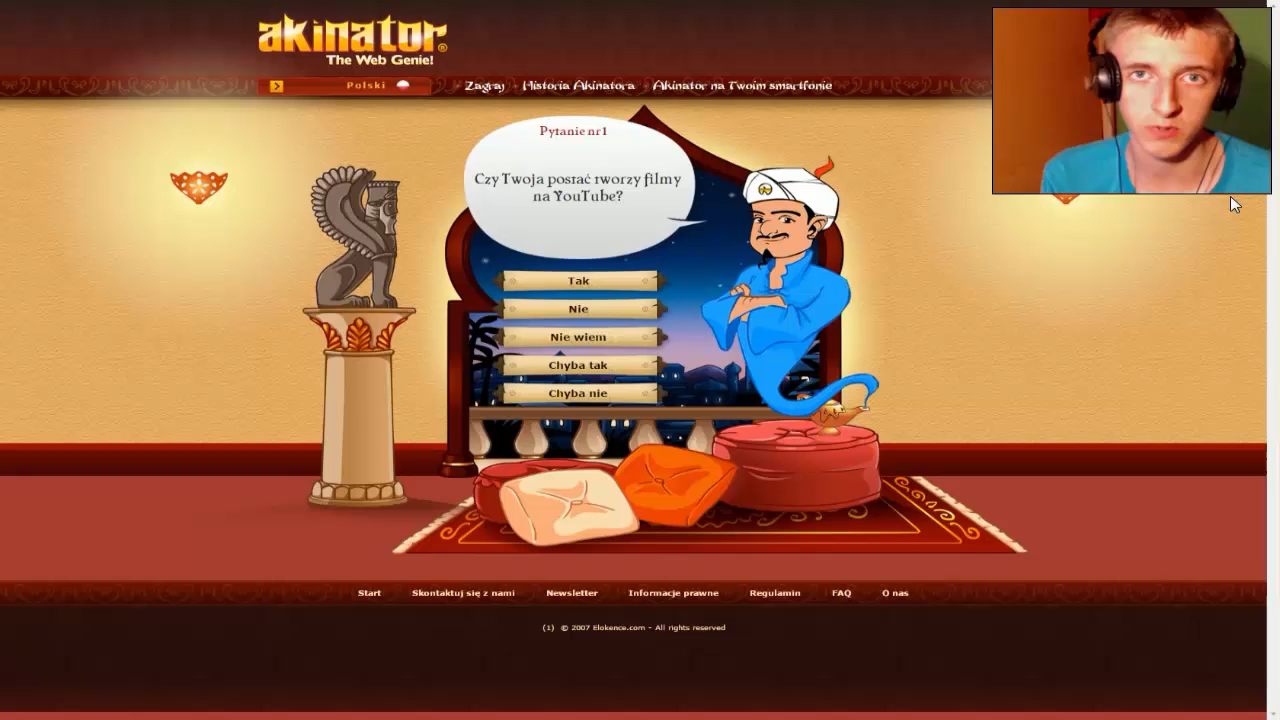 akinator®
The Web Genie!
Polski
Zagraj
Historia Akinatora
Akinator na Twoim smartfonie
Pytanie nr 1
Czy Twoja postać tworzy filmy
na YouTube?
Tak
Nie
Nie wiem
Chyba tak
Chyba nie
Start
Skontaktuj się z nami
Newsletter
Informacje prawne
Regulamin
FAQ
O nas
(1) © 2007 Elokence.com - All rights reserved